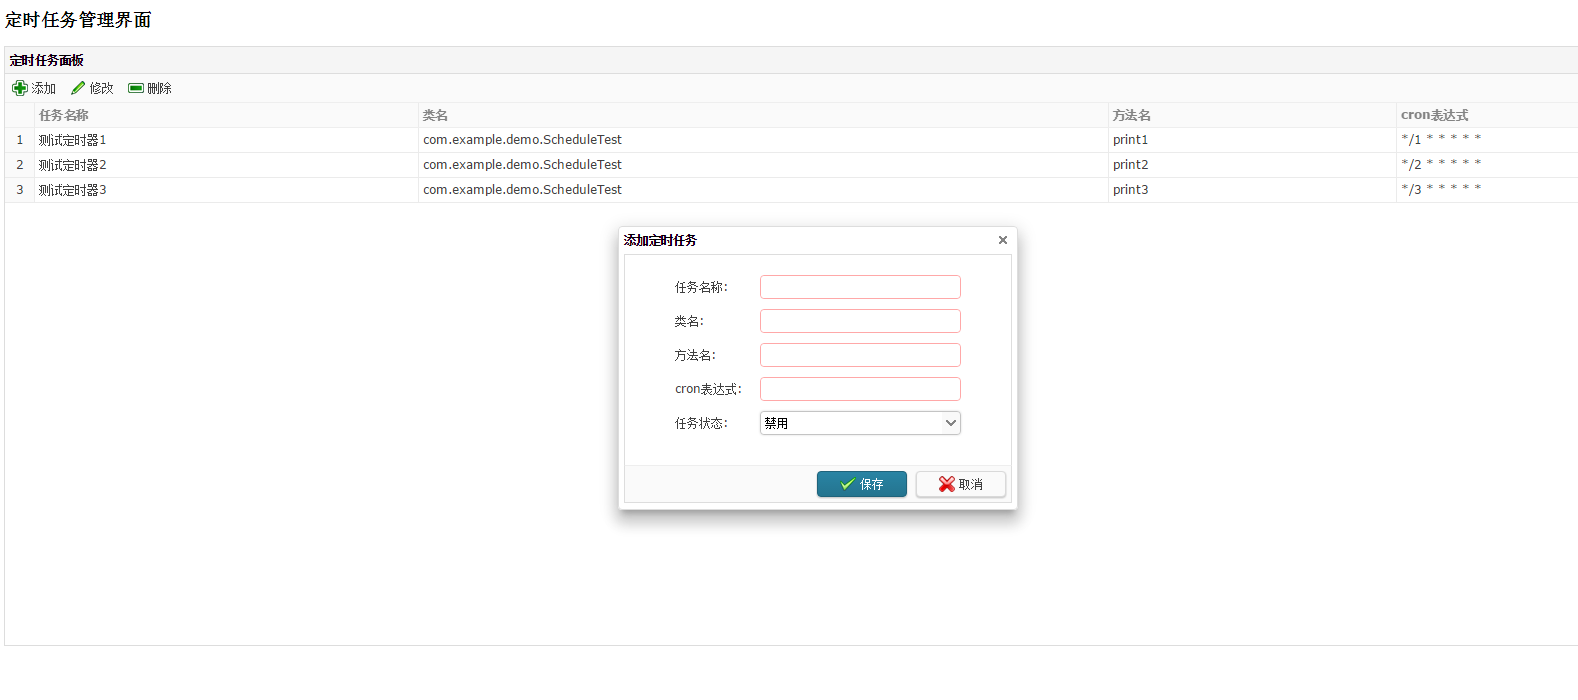 定时任务管理界面
定时任务面板
添加 修改 删除
任务名称 类名 方法名 cron表达式
1 测试定时器1 com.example.demo.ScheduleTest print1 */1 * * * * *
2 测试定时器2 com.example.demo.ScheduleTest print2 */2 * * * * *
3 测试定时器3 com.example.demo.ScheduleTest print3 */3 * * * * *
添加定时任务
任务名称:
类名:
方法名:
cron表达式:
任务状态: 禁用
保存 取消